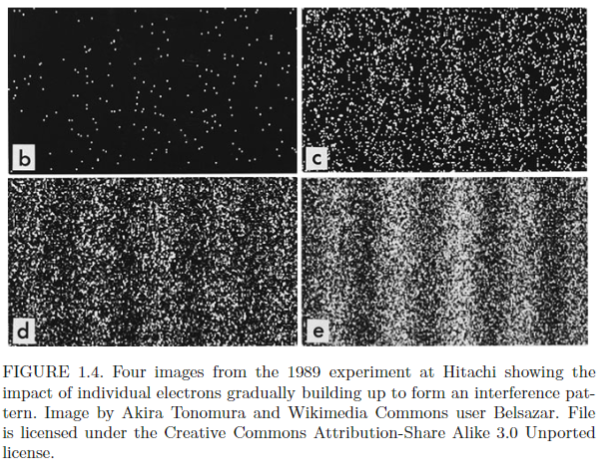 b
c
d
e
FIGURE 1.4. Four images from the 1989 experiment at Hitachi showing the
impact of individual electrons gradually building up to form an interference pat-
tern. Image by Akira Tonomura and Wikimedia Commons user Belsazar. File
is licensed under the Creative Commons Attribution-Share Alike 3.0 Unported
license.